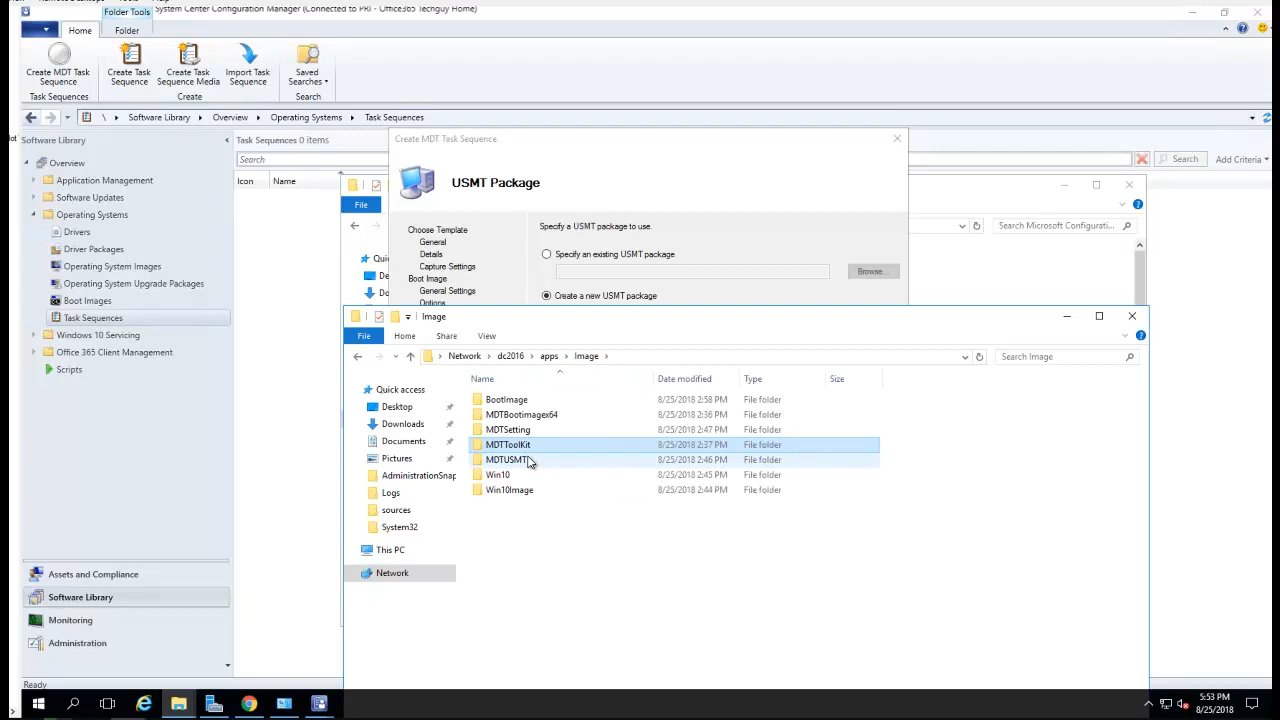 System Center Configuration Manager (Connected to PRI - Office365 Techguy Home)
Folder Tools
Home
Folder
Create MDT Task
Sequence
Create Task
Sequence
Create Task
Sequence Media
Import Task
Sequence
Saved
Searches
Task Sequences
Create
Search
\ Software Library Overview Operating Systems Task Sequences
Software Library
Task Sequences 0 items
Search
Search
Add Criteria
Icon
Name
Overview
Application Management
Software Updates
Operating Systems
Drivers
Driver Packages
Operating System Images
Operating System Upgrade Packages
Boot Images
Task Sequences
Windows 10 Servicing
Office 365 Client Management
Scripts
Assets and Compliance
Software Library
Monitoring
Administration
Ready
Create MDT Task Sequence
USMT Package
Choose Template
General
Details
Capture Settings
Boot Image
General Settings
Options
Specify a USMT package to use.
Specify an existing USMT package
Browse...
Create a new USMT package
File
Search Microsoft Configurati...
Image
File
Home
Share
View
Network dc2016 apps Image
Search Image
Quick access
Desktop
Downloads
Documents
Pictures
AdministrationSnap
Logs
sources
System32
This PC
Network
Name
Date modified
Type
Size
BootImage 8/25/2018 2:58 PM File folder
MDTBootimagex64 8/25/2018 2:36 PM File folder
MDTSetting 8/25/2018 2:47 PM File folder
MDTToolKit 8/25/2018 2:37 PM File folder
MDTUSMT 8/25/2018 2:46 PM File folder
Win10 8/25/2018 2:45 PM File folder
Win10Image 8/25/2018 2:44 PM File folder
5:53 PM
8/25/2018